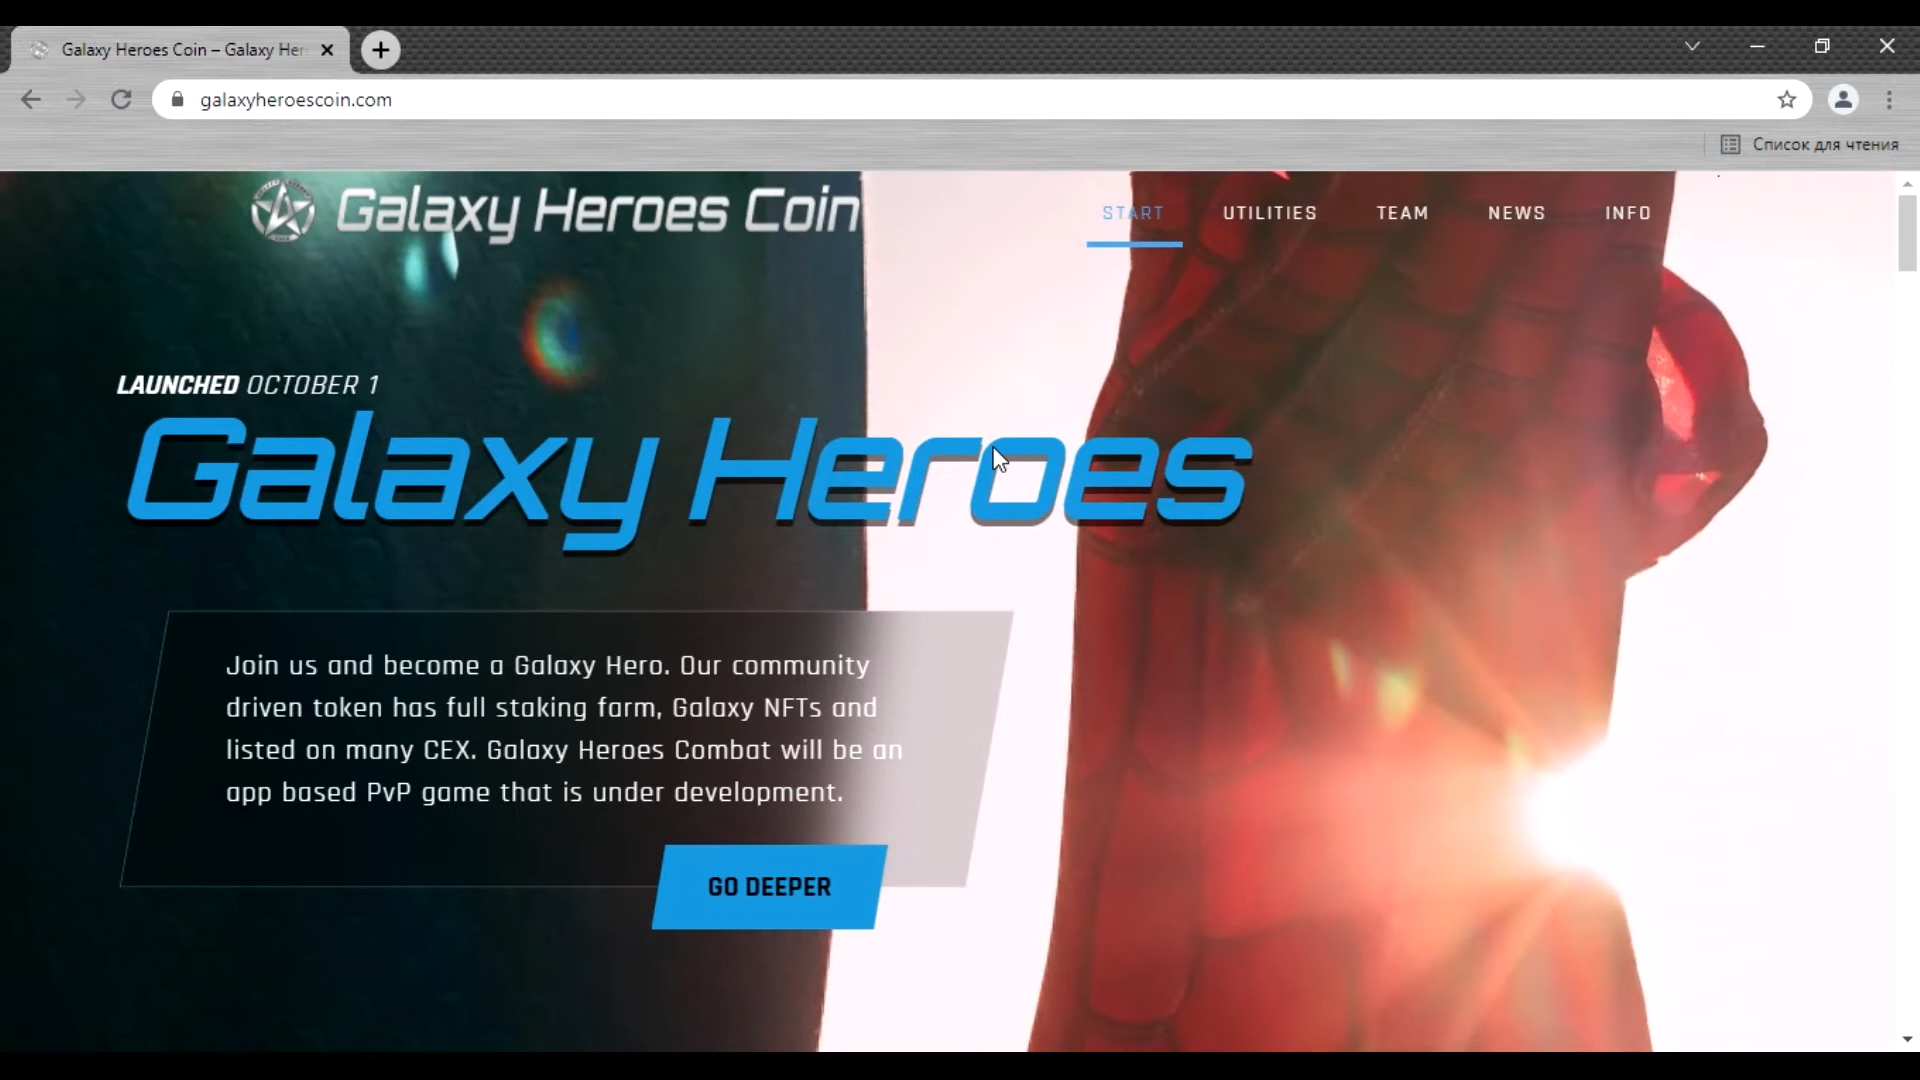 Galaxy Heroes Coin – Galaxy Her
galaxyheroescoin.com
Список для чтения
Galaxy Heroes Coin
START UTILITIES TEAM NEWS INFO
LAUNCHED OCTOBER 1
Galaxy Heroes
Join us and become a Galaxy Hero. Our community
driven token has full staking farm, Galaxy NFTs and
listed on many CEX. Galaxy Heroes Combat will be an
app based PvP game that is under development.
GO DEEPER